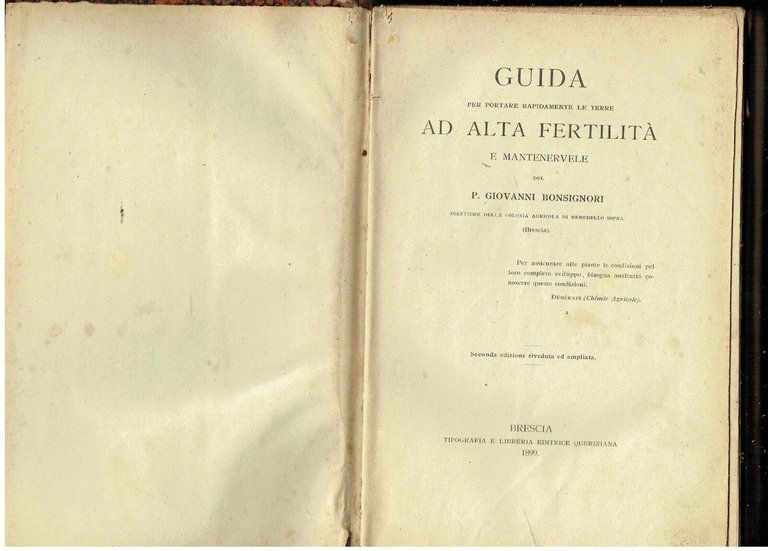 GUIDA
PER PORTARE RAPIDAMENTE LE TERRE
AD ALTA FERTILITÀ
E MANTENERVELE
DEL
P. GIOVANNI BONSIGNORI
DIRETTORE DELLA COLONIA AGRICOLA DI REMEDELLO SOPRA
(Brescia).
Per assicurare alle piante le condizioni pel
loro completo sviluppo, bisogna anzitutto co-
noscere queste condizioni.
DEHÉRAIN (Chimie Agricole).
Seconda edizione riveduta ed ampliata.
BRESCIA
TIPOGRAFIA E LIBRERIA EDITRICE QUERINIANA
1899.